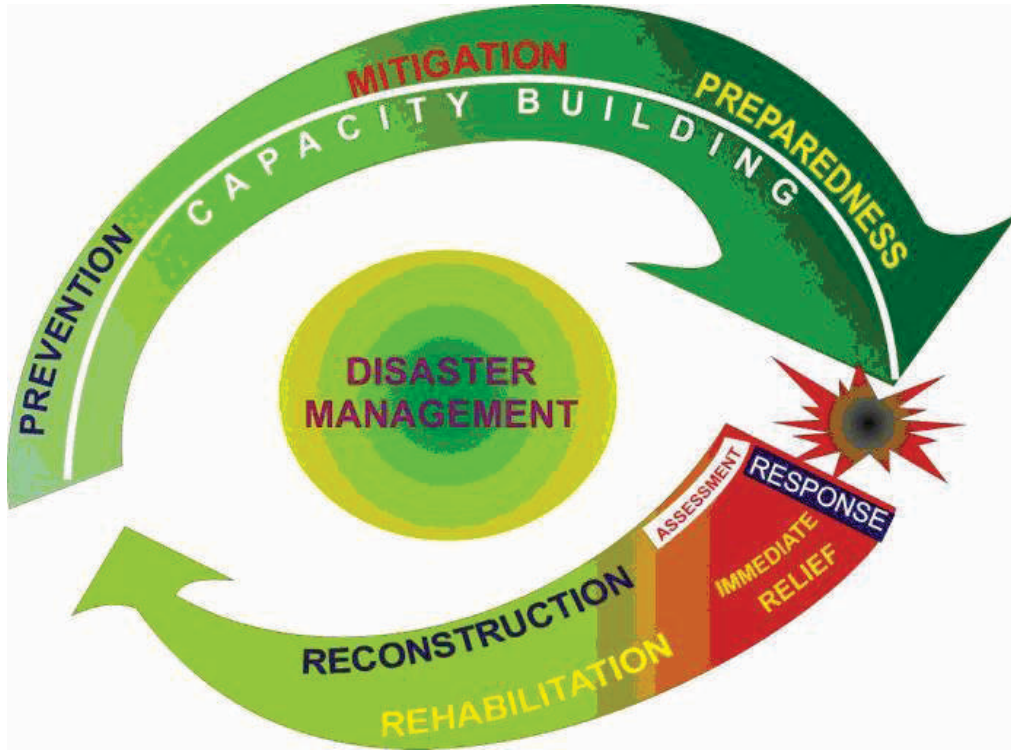 MITIGATION
PREPAREDNESS
CAPACITY BUILDING
PREVENTION
DISASTER
MANAGEMENT
ASSESSMENT
RESPONSE
IMMEDIATE
RELIEF
RECONSTRUCTION
REHABILITATION